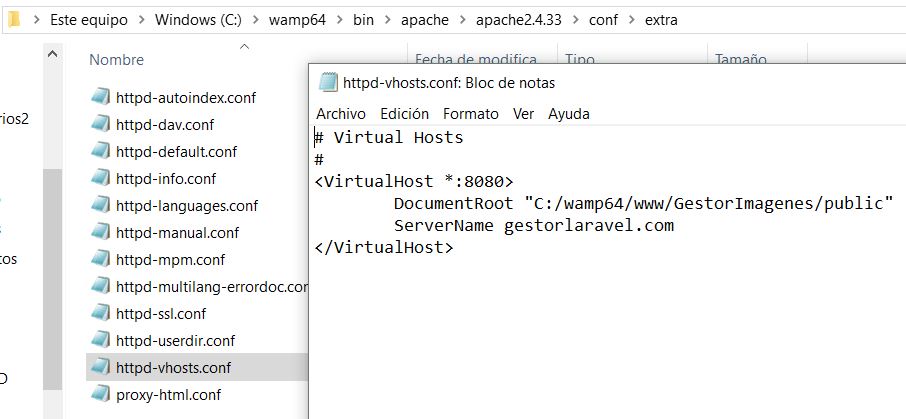 Este equipo > Windows (C:) > wamp64 > bin > apache > apache2.4.33 > conf > extra
Nombre
Fecha de modifica
Tipo
Tamaño
rios2
tos
D
httpd-autoindex.conf
httpd-dav.conf
httpd-default.conf
httpd-info.conf
httpd-languages.conf
httpd-manual.conf
httpd-mpm.conf
httpd-multilang-errordoc.con
httpd-ssl.conf
httpd-userdir.conf
httpd-vhosts.conf
proxy-html.conf
httpd-vhosts.conf: Bloc de notas
Archivo Edición Formato Ver Ayuda
# Virtual Hosts
#
<VirtualHost *:8080>
DocumentRoot "C:/wamp64/www/GestorImagenes/public"
ServerName gestorlaravel.com
</VirtualHost>